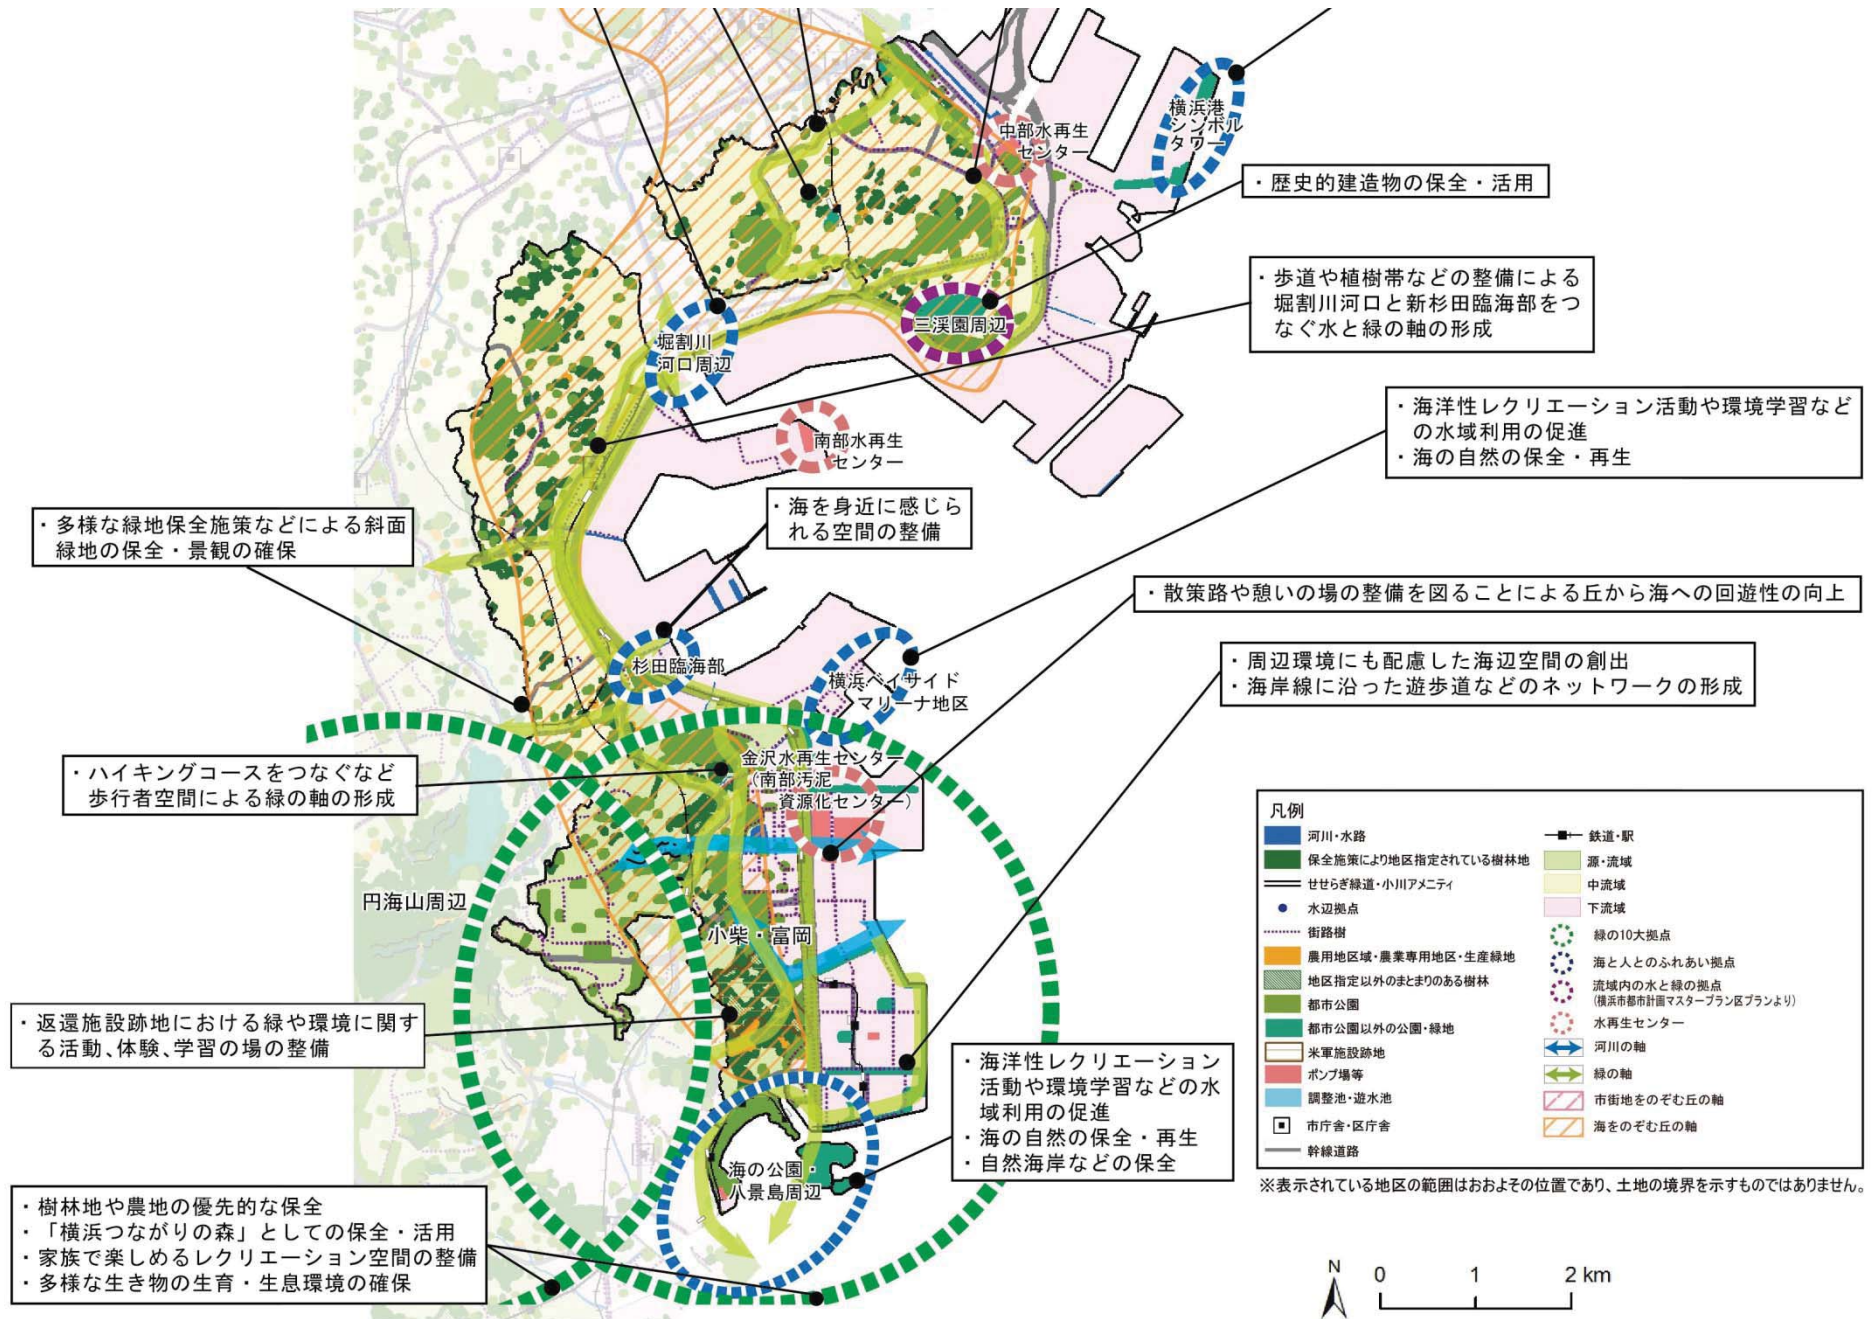 横浜港
シンボル
タワー
中部水再生
センター
・歴史的建造物の保全・活用
・歩道や植樹帯などの整備による
堀割川河口と新杉田臨海部をつ
なぐ水と緑の軸の形成
三渓園周辺
堀割川
河口周辺
・海洋性レクリエーション活動や環境学習など
の水域利用の促進
・海の自然の保全・再生
南部水再生
センター
・海を身近に感じら
れる空間の整備
・多様な緑地保全施策などによる斜面
緑地の保全・景観の確保
・散策路や憩いの場の整備を図ることによる丘から海への回遊性の向上
杉田臨海部
横浜ベイサイド
マリーナ地区
・周辺環境にも配慮した海辺空間の創出
・海岸線に沿った遊歩道などのネットワークの形成
・ハイキングコースをつなぐなど
歩行者空間による緑の軸の形成
金沢水再生センター
(南部汚泥
資源化センター)
円海山周辺
小柴・富岡
・返還施設跡地における緑や環境に関す
る活動、体験、学習の場の整備
・海洋性レクリエーション
活動や環境学習などの水
域利用の促進
・海の自然の保全・再生
・自然海岸などの保全
海の公園・
八景島周辺
・樹林地や農地の優先的な保全
・「横浜つながりの森」としての保全・活用
・家族で楽しめるレクリエーション空間の整備
・多様な生き物の生育・生息環境の確保
凡例
河川・水路
保全施策により地区指定されている樹林地
せせらぎ緑道・小川アメニティ
水辺拠点
街路樹
農用地区域・農業専用地区・生産緑地
地区指定以外のまとまりのある樹林
都市公園
都市公園以外の公園・緑地
米軍施設跡地
ポンプ場等
調整池・遊水池
市庁舎・区庁舎
幹線道路
鉄道・駅
源・流域
中流域
下流域
緑の10大拠点
海と人とのふれあい拠点
流域内の水と緑の拠点
(横浜市都市計画マスタープラン区プランより)
水再生センター
河川の軸
緑の軸
市街地をのぞむ丘の軸
海をのぞむ丘の軸
※表示されている地区の範囲はおおよその位置であり、土地の境界を示すものではありません。
N
0 1 2 km